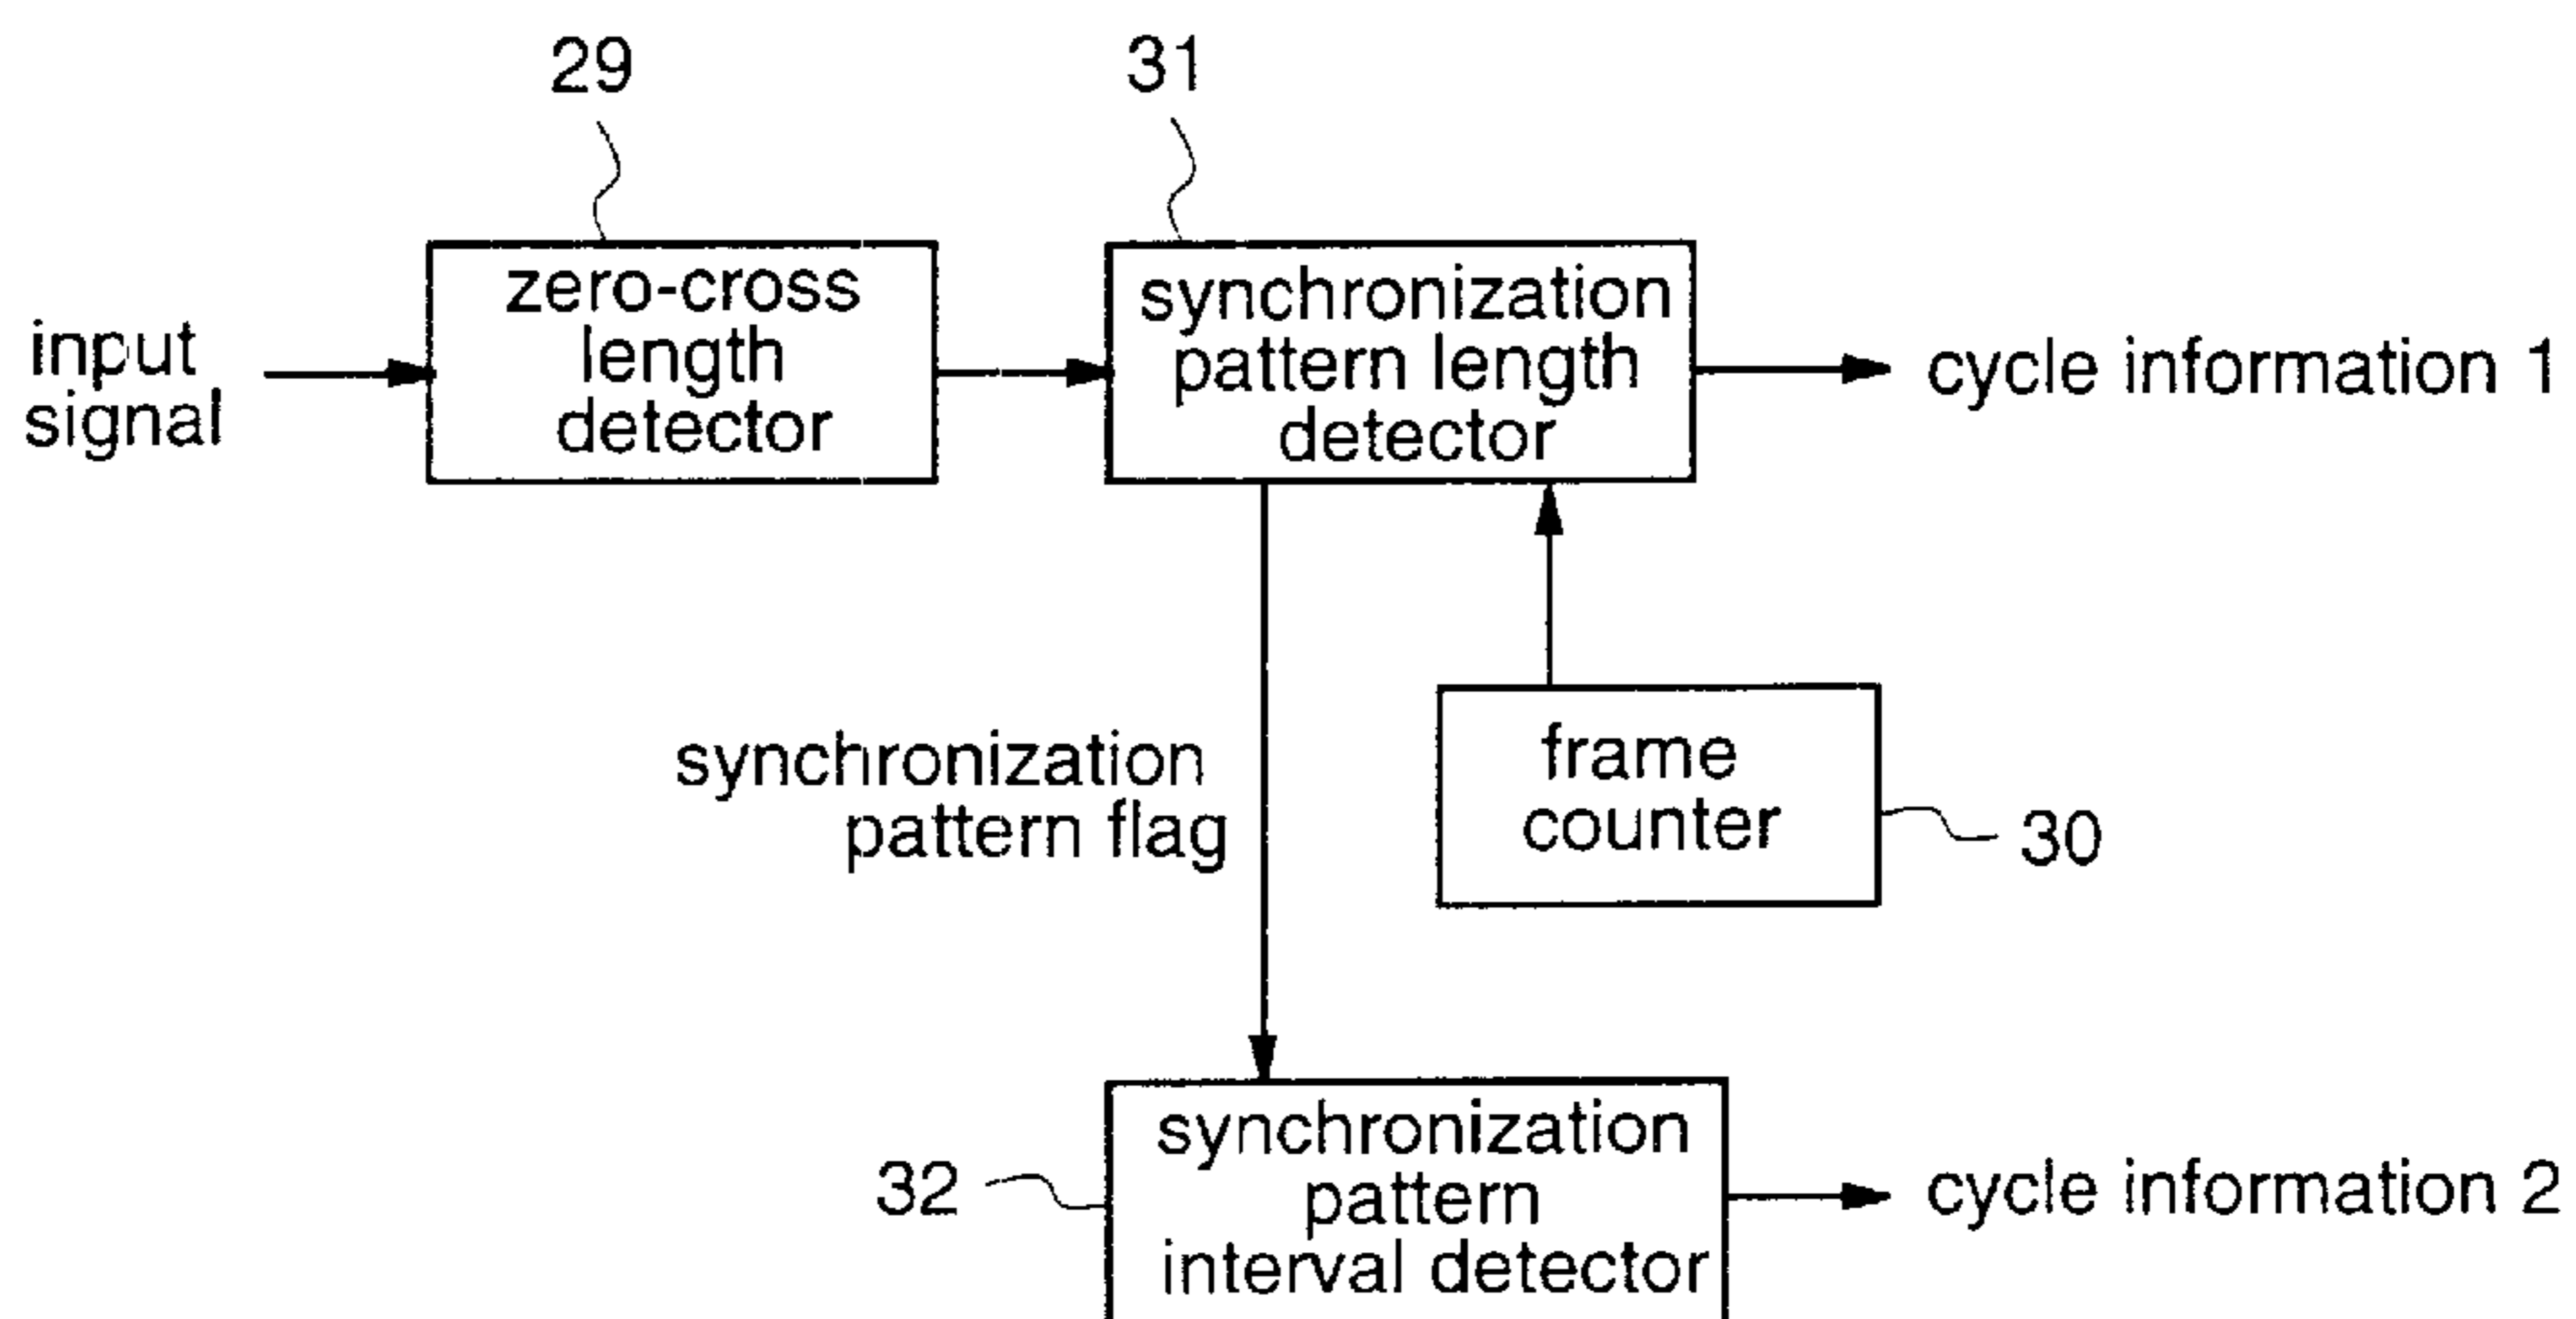 29
31
input
signal
zero-cross
length
detector
synchronization
pattern length
detector
cycle information 1
synchronization
pattern flag
frame
counter
30
32
synchronization
pattern
interval detector
cycle information 2